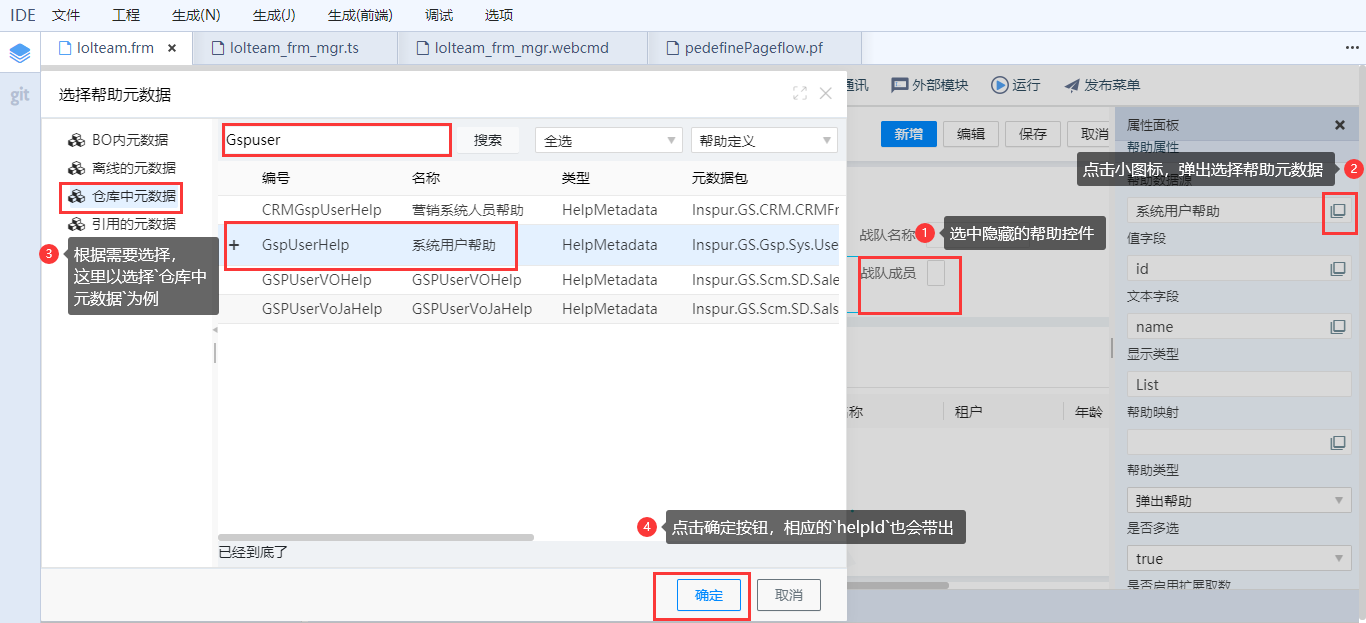 IDE 文件 工程 生成(N) 生成(J) 生成(前端) 调试 选项
lolteam.frm × lolteam_frm_mgr.ts lolteam_frm_mgr.webcmd pedefinePageflow.pf ...
git
选择帮助元数据
通讯 外部模块 运行 发布菜单
BO内元数据
离线的元数据
仓库中元数据
引用的元数据
3 根据需要选择,
这里以选择`仓库中
元数据`为例
Gspuser 搜索 全选 帮助定义
编号 名称 类型 元数据包
CRMGspUserHelp 营销系统人员帮助 HelpMetadata Inspur.GS.CRM.CRMFr
+ GspUserHelp 系统用户帮助 HelpMetadata Inspur.GS.Gsp.Sys.Use
GSPUserVOHelp GSPUserVOHelp HelpMetadata Inspur.GS.Scm.SD.Sale
GSPUserVoJaHelp GSPUserVoJaHelp HelpMetadata Inspur.GS.Scm.SD.Sals
已经到底了
4 点击确定按钮，相应的`helpId`也会带出
确定 取消
新增 编辑 保存 取消
战队名称 1 选中隐藏的帮助控件
战队成员
称 租户 年龄
属性面板 ×
帮助属性
点击小图标，弹出选择帮助元数据 2
帮助数据源
系统用户帮助
值字段
id
文本字段
name
显示类型
List
帮助映射
帮助类型
弹出帮助
是否多选
true
是否启用扩展取数